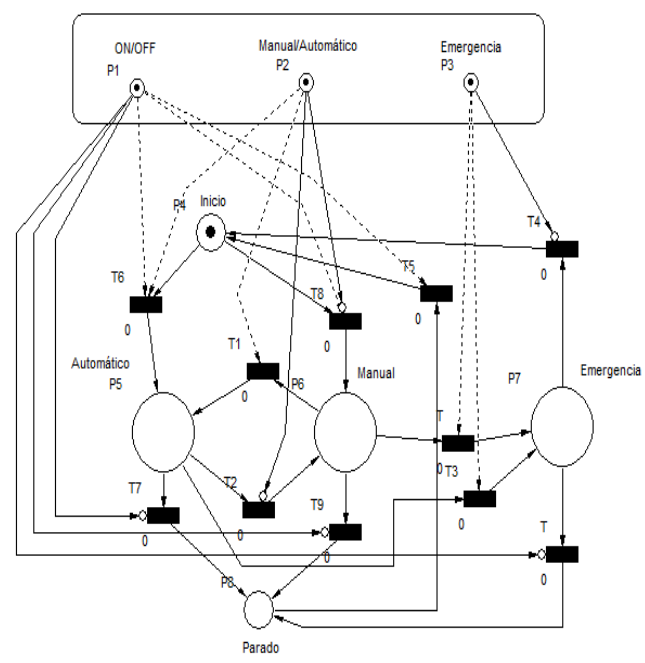 ON/OFF
P1
Manual/Automático
P2
Emergencia
P3
P4
Inicio
T4
0
T5
0
T6
0
T8
0
T1
0
Automático
P5
P6
Manual
P7
Emergencia
T
0
T3
0
T2
0
T7
0
T9
0
T
0
P8
Parado